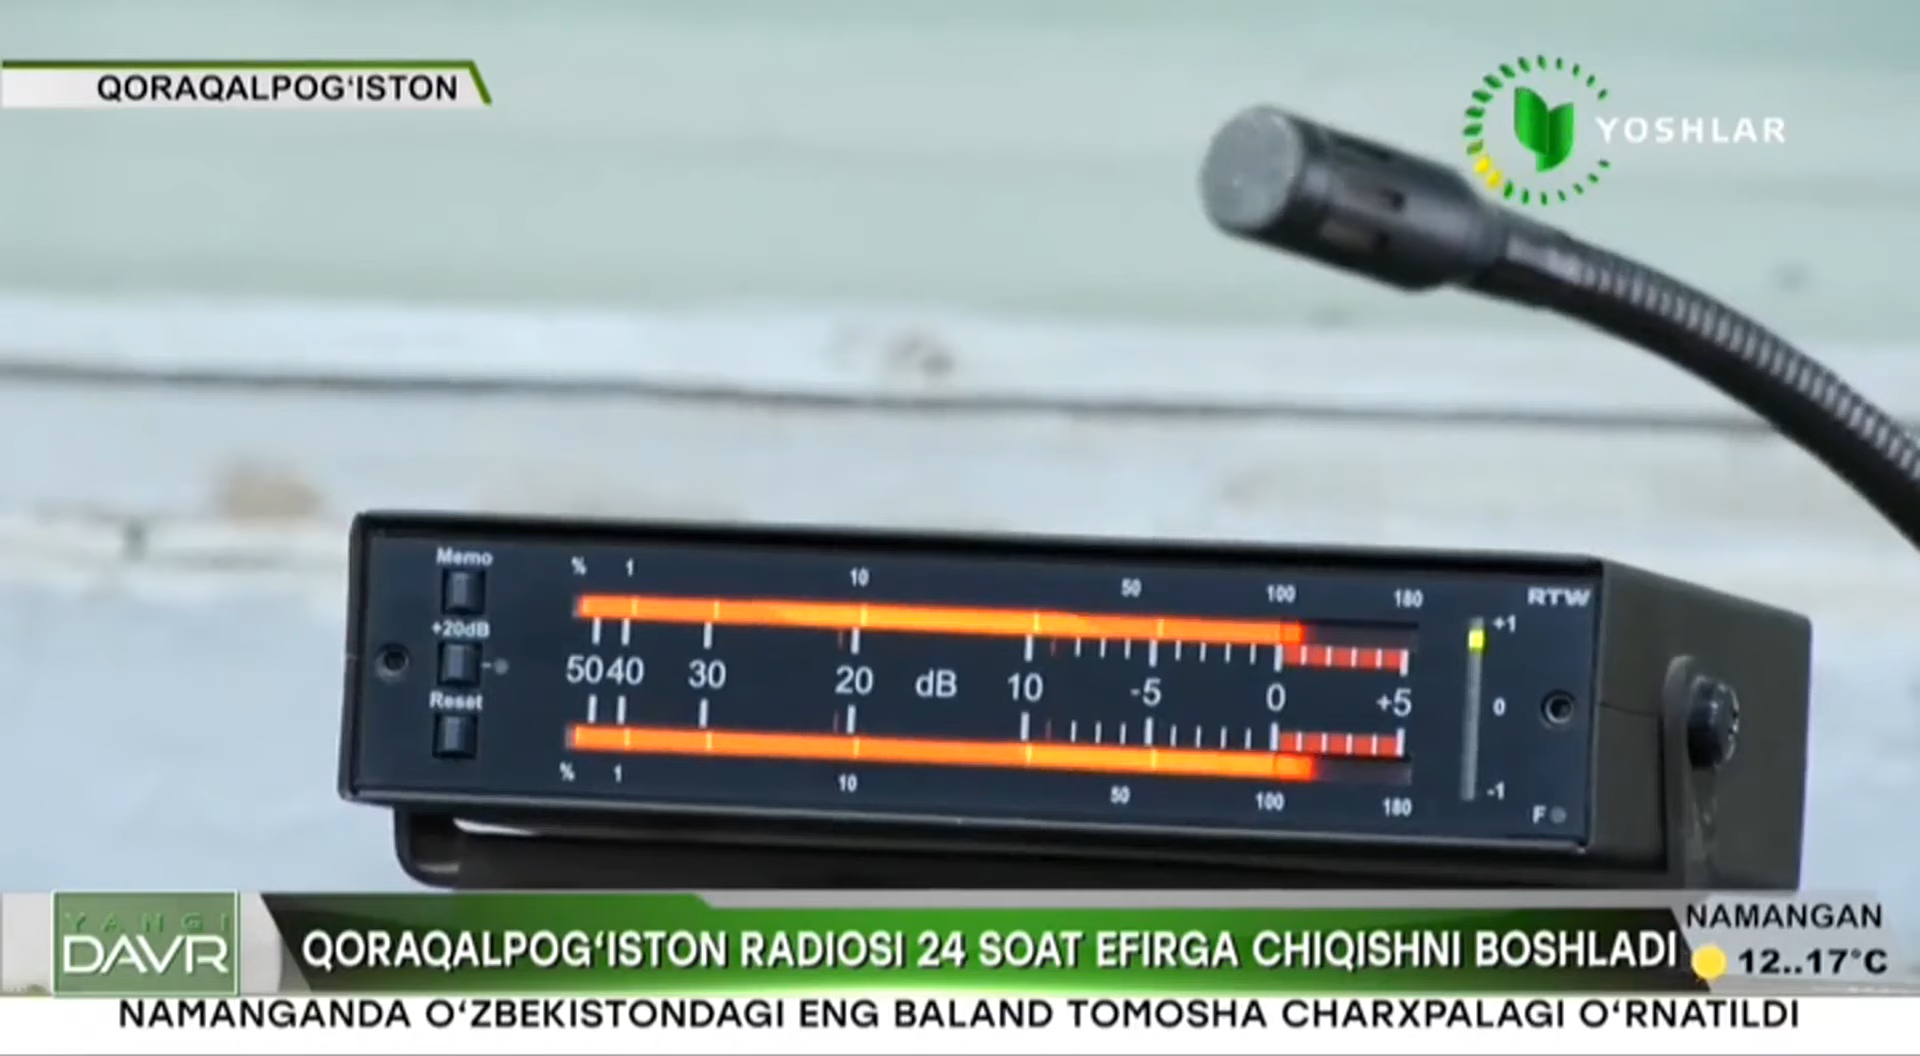 QORAQALPOG‘ISTON
YOSHLAR
Memo
+20dB
Reset
% 1 10 50 100 180
50 40 30 20 dB 10 -5 0 +5
% 1 10 50 100 180
RTW
+1
0
-1
F
YANGI
DAVR
QORAQALPOG‘ISTON RADIOSI 24 SOAT EFIRGA CHIQISHNI BOSHLADI
NAMANGAN
12..17°C
NAMANGANDA O‘ZBEKISTONDAGI ENG BALAND TOMOSHA CHARXPALAGI O‘RNATILDI